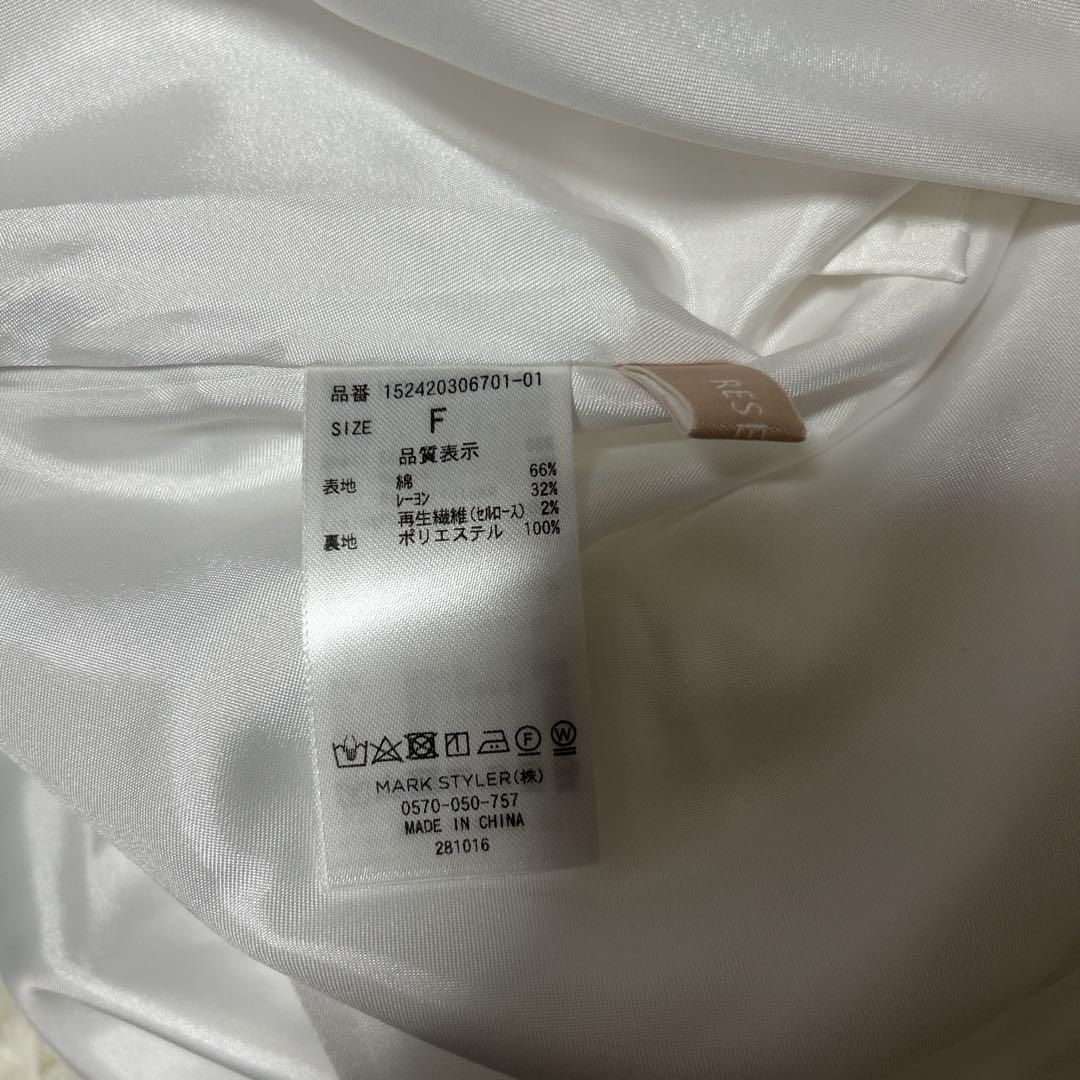 品番 152420306701-01
SIZE F
品質表示
表地 綿 66%
レーヨン 32%
再生繊維(セルロース) 2%
裏地 ポリエステル 100%
F W
MARK STYLER(株)
0570-050-757
MADE IN CHINA
281016